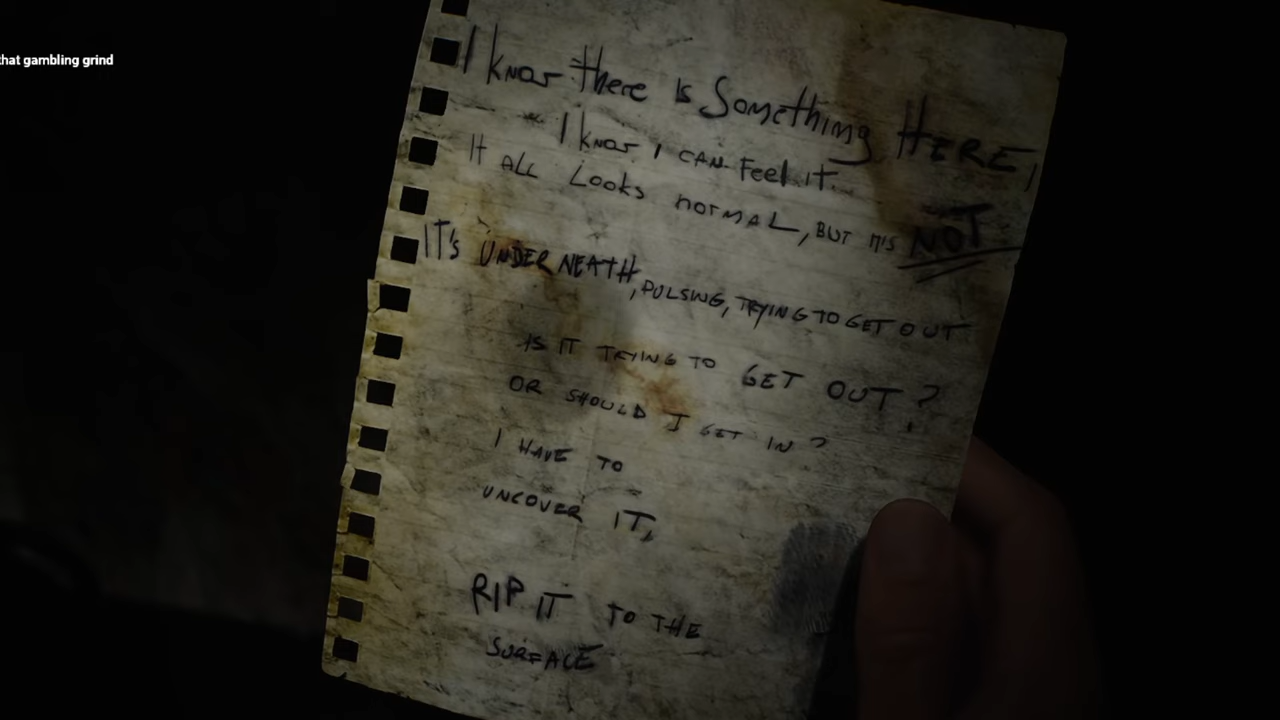 that gambling grind
I know there is Something HERE,
I know I CAN Feel IT.
IT ALL Looks normaL, BUT IT'S NOT
IT'S UNDERNEATH, PULSING, TRYING TO GET OUT
IS IT TRYING TO GET OUT?
OR SHOULD I GET IN?
I HAVE TO
UNCOVER IT,
RIP IT TO THE
SURFACE